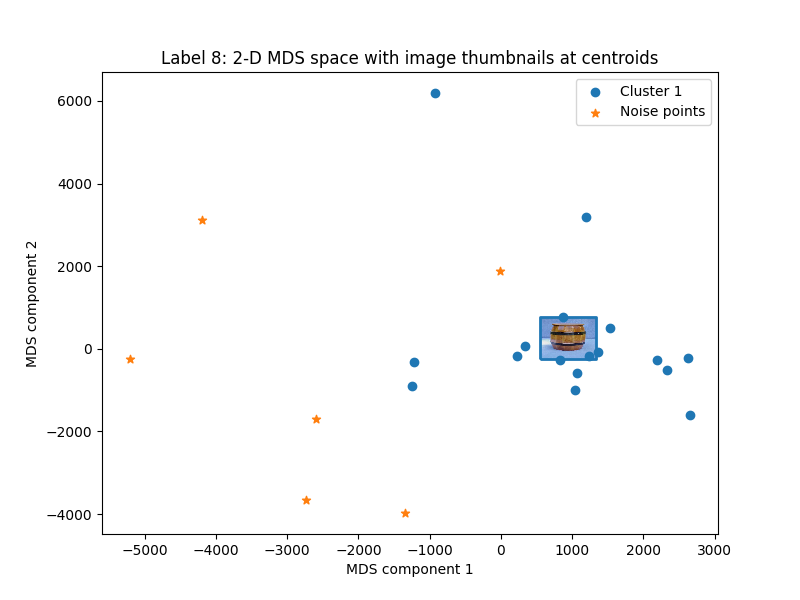 Label 8: 2-D MDS space with image thumbnails at centroids
Cluster 1
Noise points
6000
4000
2000
0
−2000
−4000
MDS component 2
−5000 −4000 −3000 −2000 −1000 0 1000 2000 3000
MDS component 1